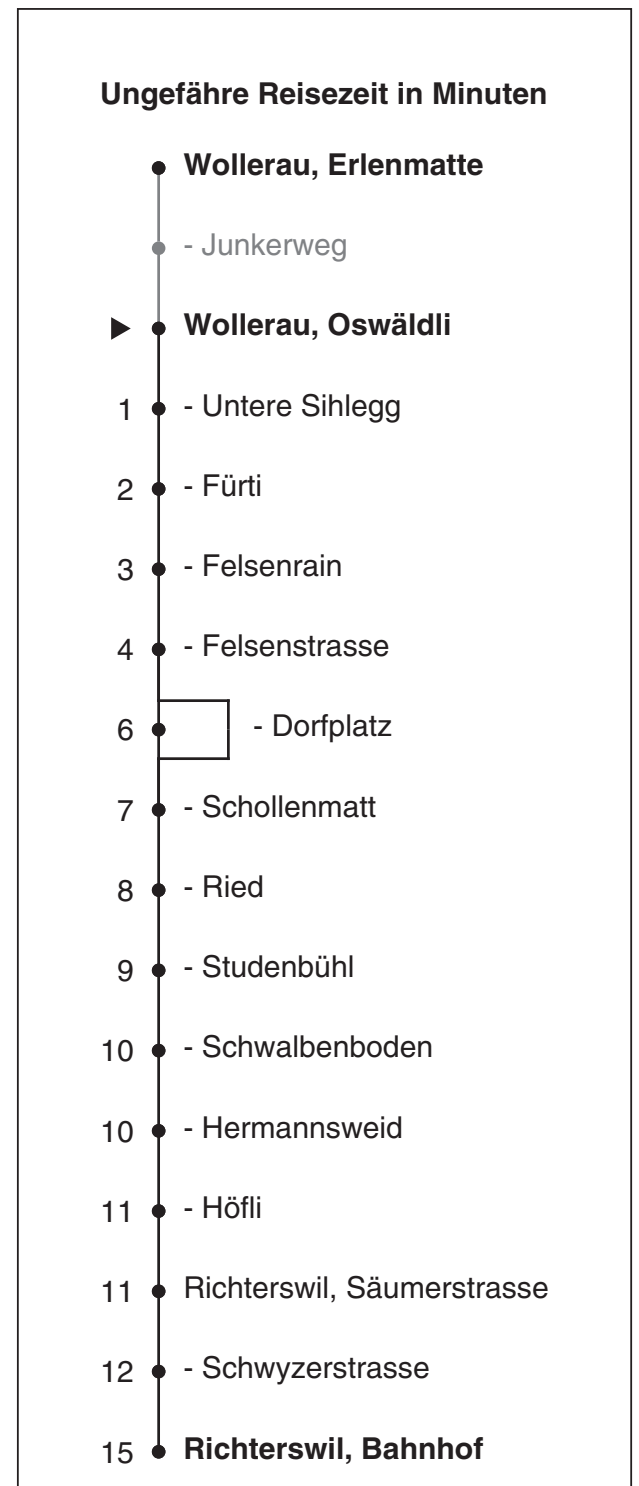 Ungefähre Reisezeit in Minuten
Wollerau, Erlenmatte
- Junkerweg
Wollerau, Oswäldli
1 - Untere Sihlegg
2 - Fürti
3 - Felsenrain
4 - Felsenstrasse
6 - Dorfplatz
7 - Schollenmatt
8 - Ried
9 - Studenbühl
10 - Schwalbenboden
10 - Hermannsweid
11 - Höfli
11 Richterswil, Säumerstrasse
12 - Schwyzerstrasse
15 Richterswil, Bahnhof